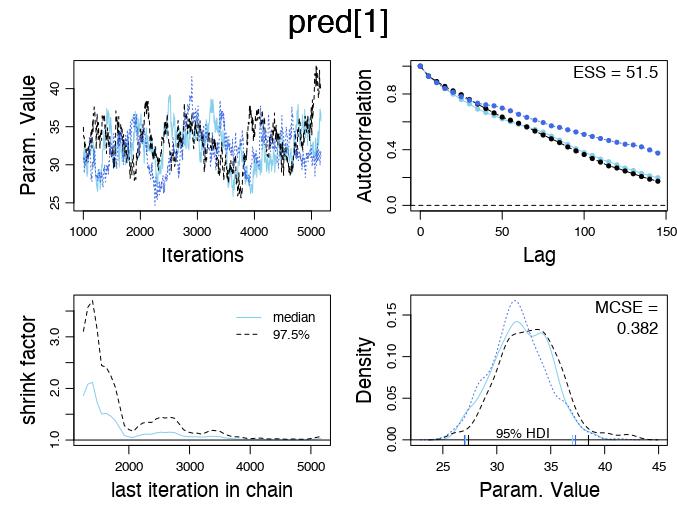 pred[1]
Param. Value
25 30 35 40
1000 2000 3000 4000 5000
Iterations
Autocorrelation
0.0 0.4 0.8
ESS = 51.5
0 50 100 150
Lag
shrink factor
1.0 2.0 3.0
median
97.5%
2000 3000 4000 5000
last iteration in chain
Density
0.00 0.05 0.10 0.15
MCSE =
0.382
95% HDI
25 30 35 40 45
Param. Value